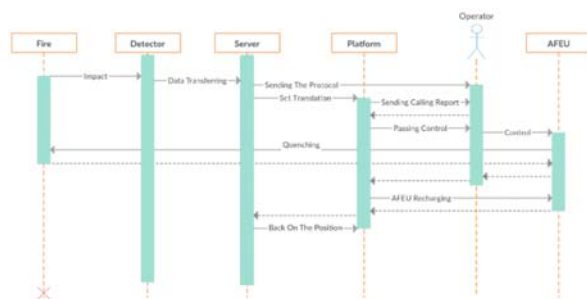 Operator
Fire
Detector
Server
Platform
AFEU
Impact
Data Transferring
Sending The Protocol
Set Translation
Sending Calling Report
Passing Control
Control
Quenching
AFEU Recharging
Back On The Position